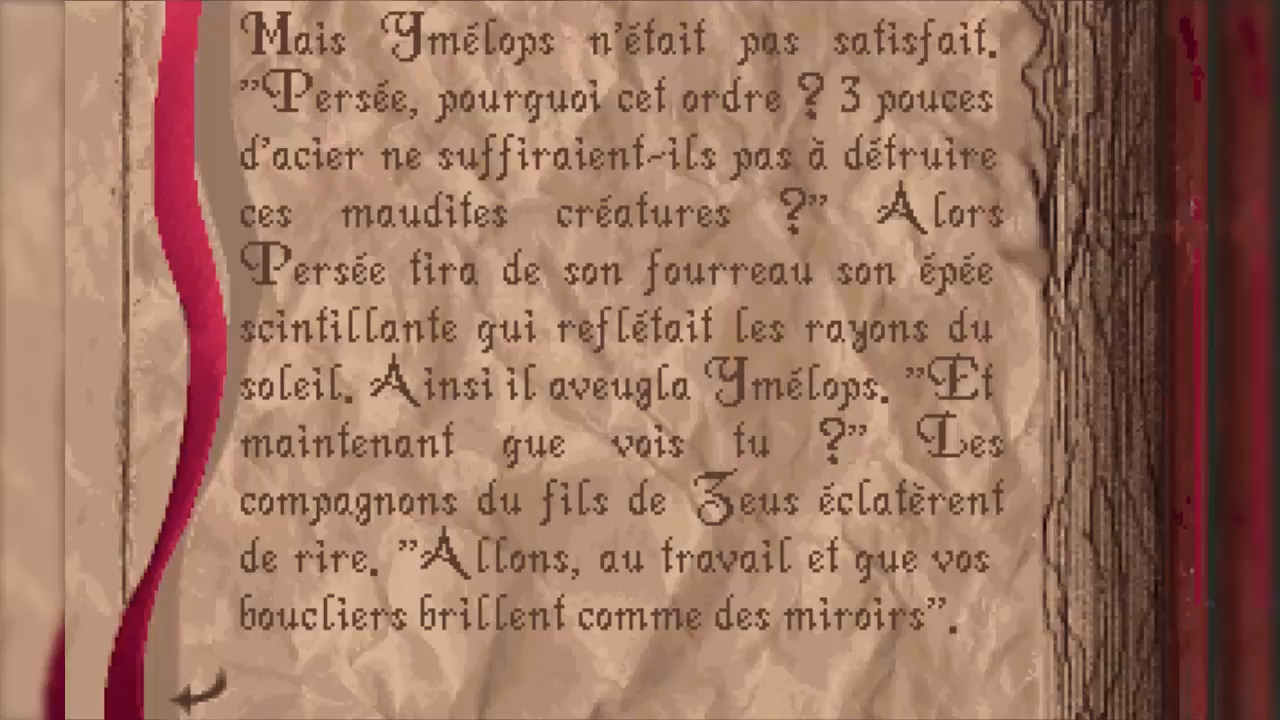 Mais Ymélops n'était pas satisfait.
"Persée, pourquoi cet ordre ? 3 pouces
d'acier ne suffiraient-ils pas à détruire
ces maudites créatures ?" Alors
Persée tira de son fourreau son épée
scintillante qui reflétait les rayons du
soleil. Ainsi il aveugla Ymélops. "Et
maintenant que vois tu ?" Les
compagnons du fils de Zeus éclatèrent
de rire. "Allons, au travail et que vos
boucliers brillent comme des miroirs".